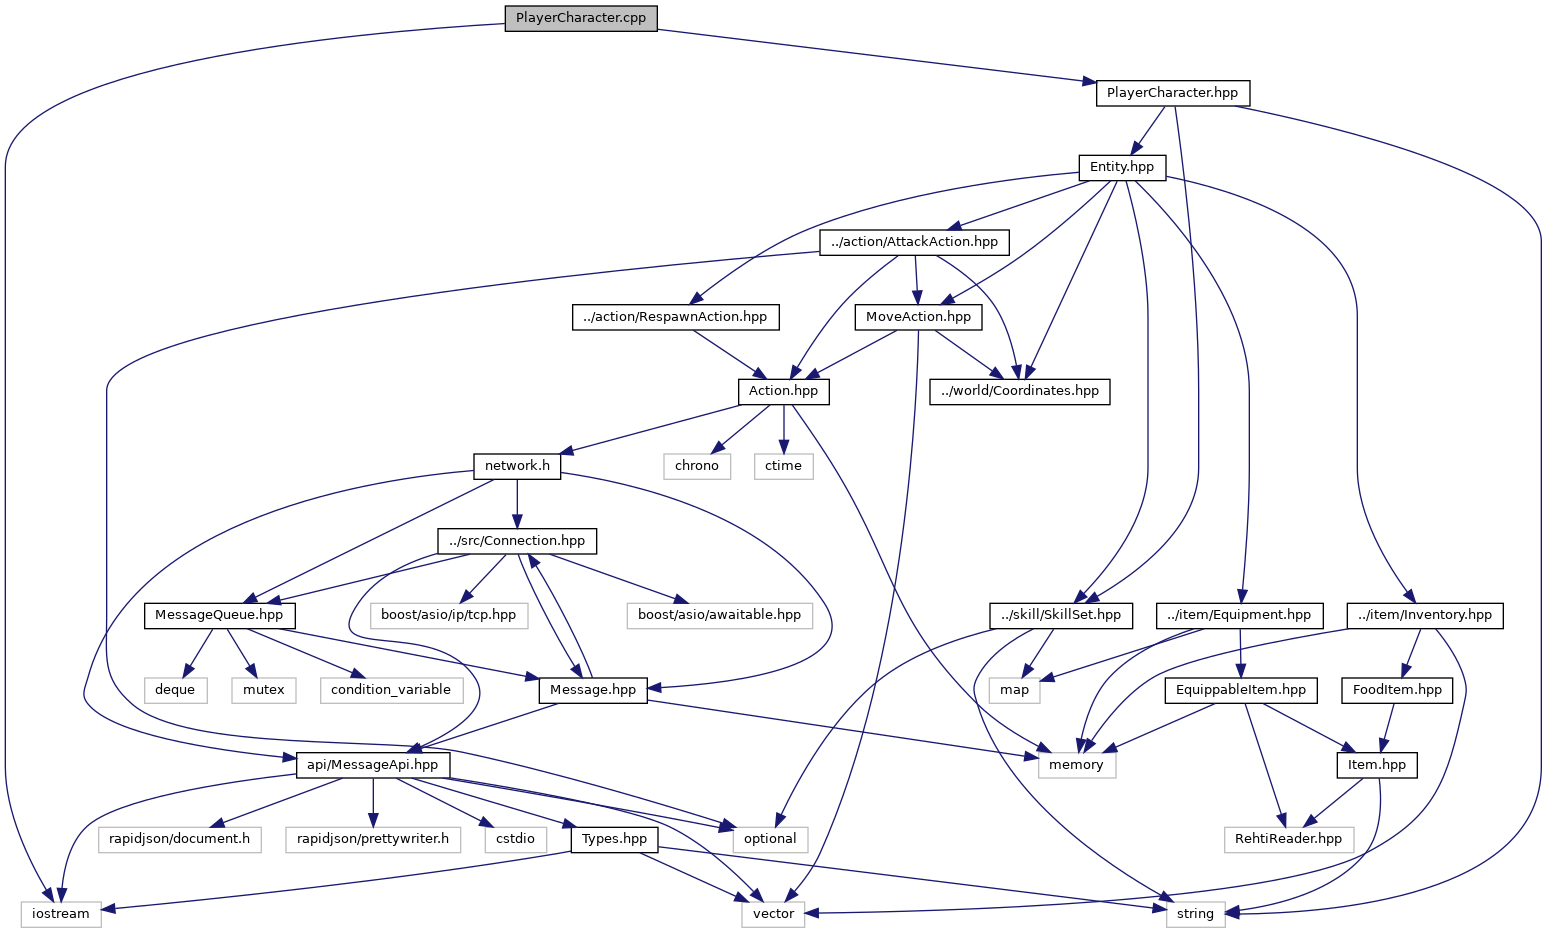 PlayerCharacter.cpp
PlayerCharacter.hpp
Entity.hpp
../action/AttackAction.hpp
../action/RespawnAction.hpp
MoveAction.hpp
Action.hpp
../world/Coordinates.hpp
network.h
chrono
ctime
../src/Connection.hpp
MessageQueue.hpp
boost/asio/ip/tcp.hpp
boost/asio/awaitable.hpp
../skill/SkillSet.hpp
../item/Equipment.hpp
../item/Inventory.hpp
deque
mutex
condition_variable
Message.hpp
map
EquippableItem.hpp
FoodItem.hpp
api/MessageApi.hpp
memory
Item.hpp
rapidjson/document.h
rapidjson/prettywriter.h
cstdio
Types.hpp
optional
RehtiReader.hpp
iostream
vector
string